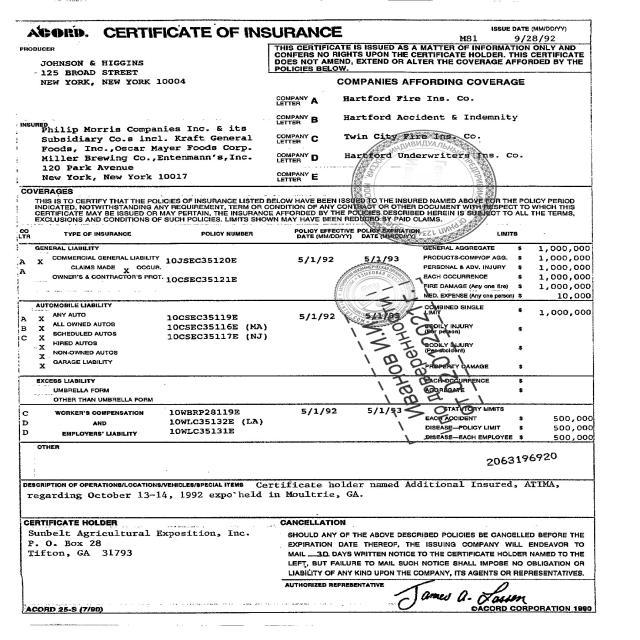 ACORD. CERTIFICATE OF INSURANCE
ISSUE DATE (MM/DD/YY)
M81 9/28/92
PRODUCER
JOHNSON & HIGGINS
125 BROAD STREET
NEW YORK, NEW YORK 10004
THIS CERTIFICATE IS ISSUED AS A MATTER OF INFORMATION ONLY AND
CONFERS NO RIGHTS UPON THE CERTIFICATE HOLDER. THIS CERTIFICATE
DOES NOT AMEND, EXTEND OR ALTER THE COVERAGE AFFORDED BY THE
POLICIES BELOW.
COMPANIES AFFORDING COVERAGE
COMPANY LETTER A Hartford Fire Ins. Co.
COMPANY LETTER B Hartford Accident & Indemnity
INSURED
Philip Morris Companies Inc. & its
Subsidiary Co.s incl. Kraft General
Foods, Inc., Oscar Mayer Foods Corp.
Miller Brewing Co., Entenmann's, Inc.
120 Park Avenue
New York, New York 10017
COMPANY LETTER C Twin City Fire Ins. Co.
COMPANY LETTER D Hartford Underwriters Ins. Co.
COMPANY LETTER E
COVERAGES
THIS IS TO CERTIFY THAT THE POLICIES OF INSURANCE LISTED BELOW HAVE BEEN ISSUED TO THE INSURED NAMED ABOVE FOR THE POLICY PERIOD
INDICATED, NOTWITHSTANDING ANY REQUIREMENT, TERM OR CONDITION OF ANY CONTRACT OR OTHER DOCUMENT WITH RESPECT TO WHICH THIS
CERTIFICATE MAY BE ISSUED OR MAY PERTAIN, THE INSURANCE AFFORDED BY THE POLICIES DESCRIBED HEREIN IS SUBJECT TO ALL THE TERMS,
EXCLUSIONS AND CONDITIONS OF SUCH POLICIES. LIMITS SHOWN MAY HAVE BEEN REDUCED BY PAID CLAIMS.
CO LTR TYPE OF INSURANCE POLICY NUMBER POLICY EFFECTIVE DATE (MM/DD/YY) POLICY EXPIRATION DATE (MM/DD/YY) LIMITS
GENERAL LIABILITY GENERAL AGGREGATE $ 1,000,000
A X COMMERCIAL GENERAL LIABILITY 10JSEC35120E 5/1/92 5/1/93 PRODUCTS-COMP/OP AGG. $ 1,000,000
CLAIMS MADE X OCCUR. PERSONAL & ADV. INJURY $ 1,000,000
A OWNER'S & CONTRACTOR'S PROT. 10CSEC35121E EACH OCCURRENCE $ 1,000,000
FIRE DAMAGE (Any one fire) $ 1,000,000
MED. EXPENSE (Any one person) $ 10,000
AUTOMOBILE LIABILITY COMBINED SINGLE LIMIT $ 1,000,000
A X ANY AUTO 10CSEC35119E 5/1/92 5/1/93
B X ALL OWNED AUTOS 10CSEC35116E (MA)
C X SCHEDULED AUTOS 10CSEC35117E (NJ) BODILY INJURY (Per person) $
X HIRED AUTOS
X NON-OWNED AUTOS BODILY INJURY (Per accident) $
X GARAGE LIABILITY
PROPERTY DAMAGE $
EXCESS LIABILITY EACH OCCURRENCE $
UMBRELLA FORM AGGREGATE $
OTHER THAN UMBRELLA FORM
C WORKER'S COMPENSATION 10WBRP28119E 5/1/92 5/1/93 STATUTORY LIMITS
D AND 10WLC35132E (LA) EACH ACCIDENT $ 500,000
D EMPLOYERS' LIABILITY 10WLC35131E DISEASE—POLICY LIMIT $ 500,000
DISEASE—EACH EMPLOYEE $ 500,000
OTHER
2063196920
DESCRIPTION OF OPERATIONS/LOCATIONS/VEHICLES/SPECIAL ITEMS Certificate holder named Additional Insured, ATIMA,
regarding October 13-14, 1992 expo held in Moultrie, GA.
CERTIFICATE HOLDER
Sunbelt Agricultural Exposition, Inc.
P. O. Box 28
Tifton, GA 31793
CANCELLATION
SHOULD ANY OF THE ABOVE DESCRIBED POLICIES BE CANCELLED BEFORE THE
EXPIRATION DATE THEREOF, THE ISSUING COMPANY WILL ENDEAVOR TO
MAIL 30 DAYS WRITTEN NOTICE TO THE CERTIFICATE HOLDER NAMED TO THE
LEFT, BUT FAILURE TO MAIL SUCH NOTICE SHALL IMPOSE NO OBLIGATION OR
LIABILITY OF ANY KIND UPON THE COMPANY, ITS AGENTS OR REPRESENTATIVES.
AUTHORIZED REPRESENTATIVE
James A. Lassen
ACORD 25-S (7/90)
©ACORD CORPORATION 1990
Иванов И.И.